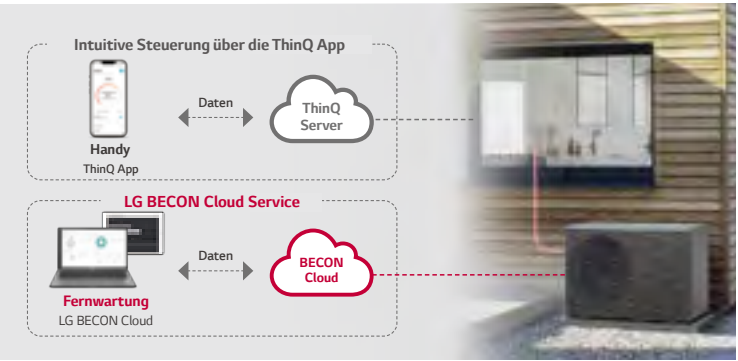 Intuitive Steuerung über die ThinQ App
Daten
ThinQ
Server
Handy
ThinQ App
LG BECON Cloud Service
Daten
BECON
Cloud
Fernwartung
LG BECON Cloud